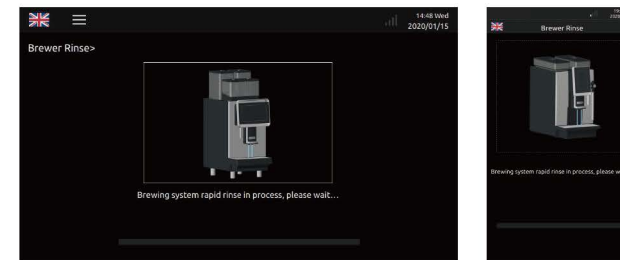 14:48 Wed
2020/01/15
Brewer Rinse>
Brewing system rapid rinse in process, please wait...
Brewer Rinse
Brewing system rapid rinse in process, please